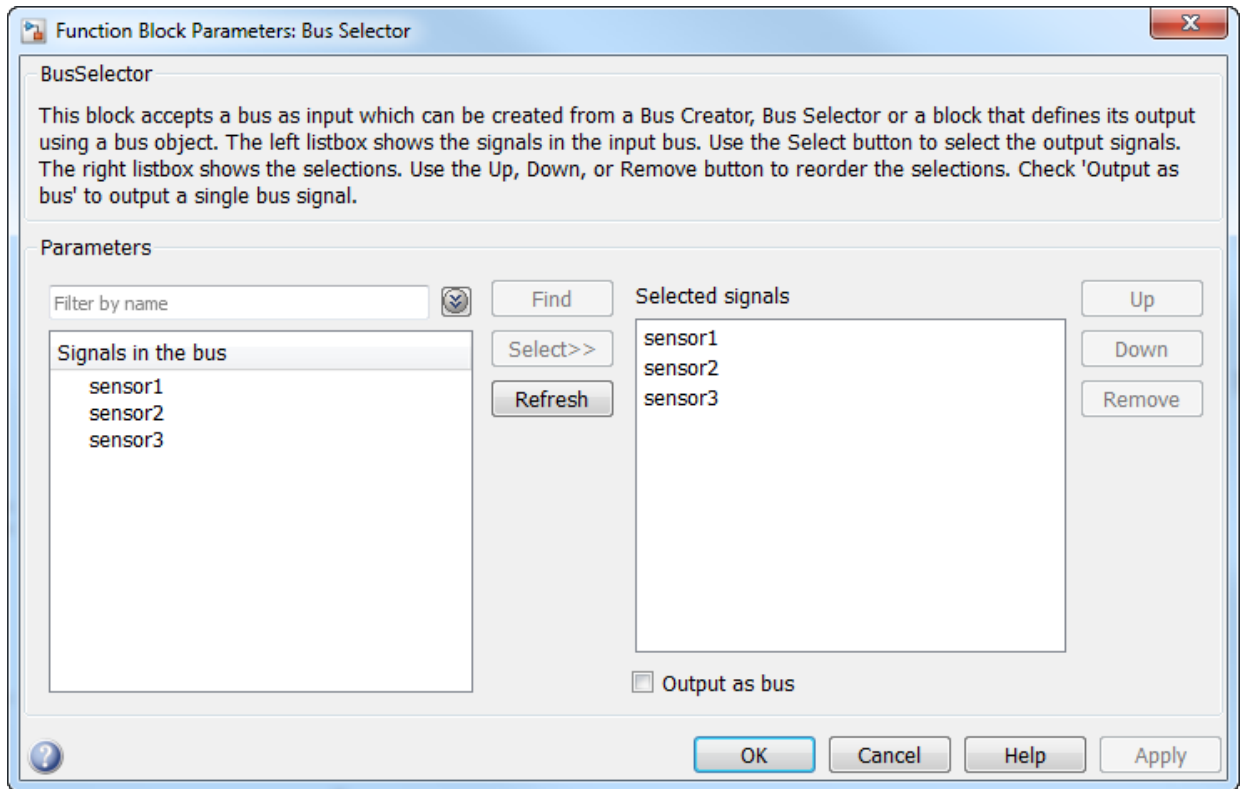 Function Block Parameters: Bus Selector
BusSelector
This block accepts a bus as input which can be created from a Bus Creator, Bus Selector or a block that defines its output
using a bus object. The left listbox shows the signals in the input bus. Use the Select button to select the output signals.
The right listbox shows the selections. Use the Up, Down, or Remove button to reorder the selections. Check 'Output as
bus' to output a single bus signal.
Parameters
Filter by name
Find
Select>>
Refresh
Signals in the bus
sensor1
sensor2
sensor3
Selected signals
sensor1
sensor2
sensor3
Up
Down
Remove
Output as bus
OK
Cancel
Help
Apply